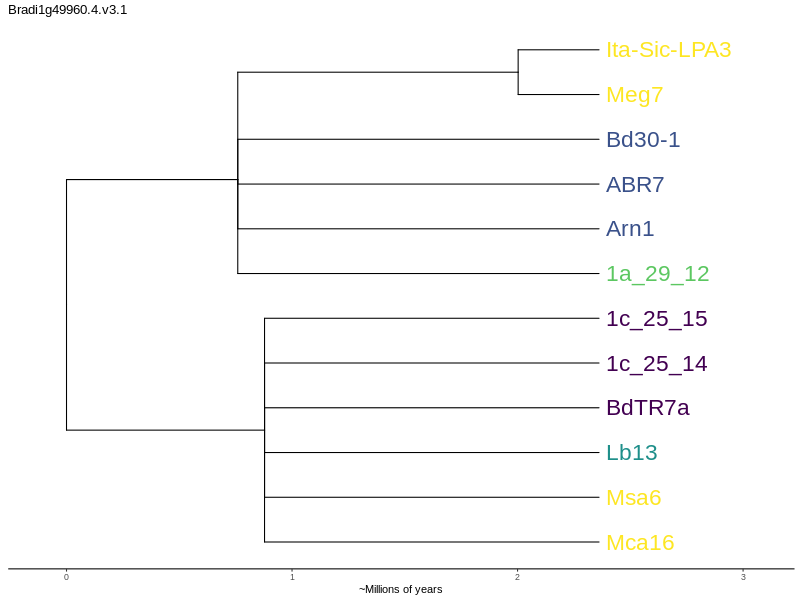 Bradi1g49960.4.v3.1
Ita-Sic-LPA3
Meg7
Bd30-1
ABR7
Arn1
1a_29_12
1c_25_15
1c_25_14
BdTR7a
Lb13
Msa6
Mca16
0 1 2 3
~Millions of years